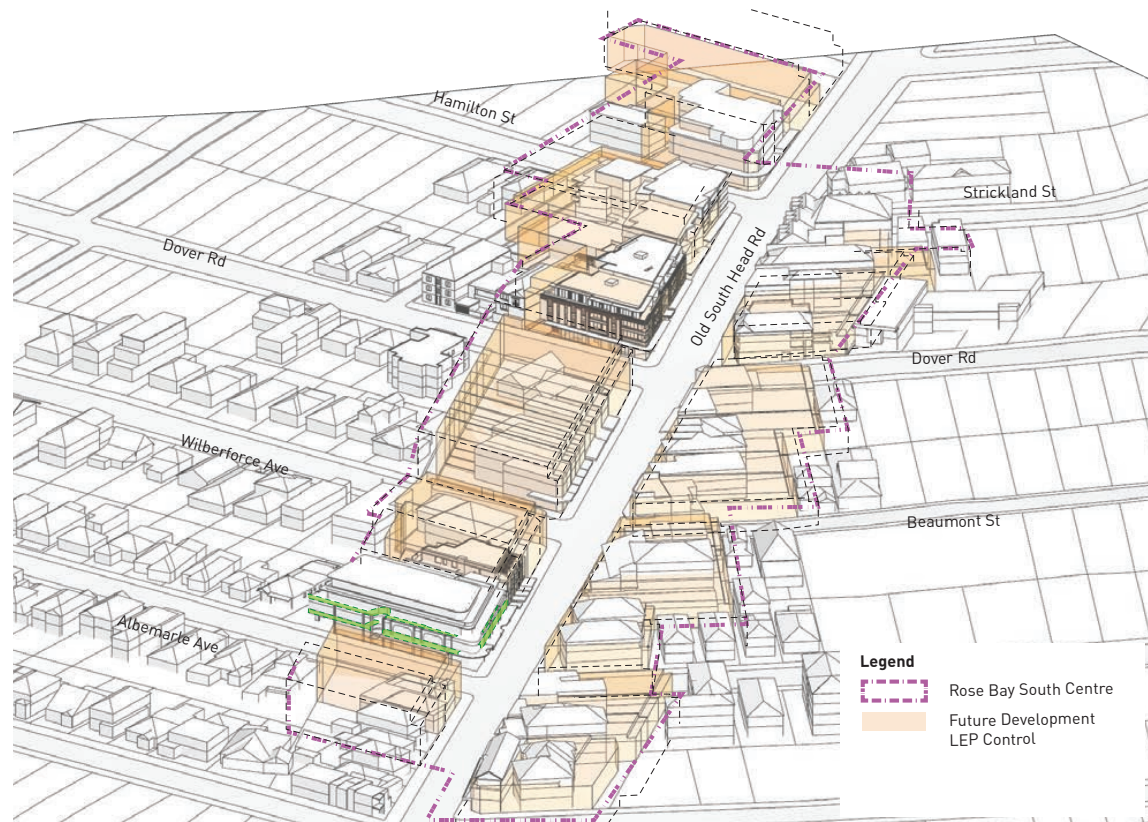 Hamilton St
Strickland St
Dover Rd
Old South Head Rd
Dover Rd
Wilberforce Ave
Beaumont St
Albemarle Ave
Legend
Rose Bay South Centre
Future Development
LEP Control